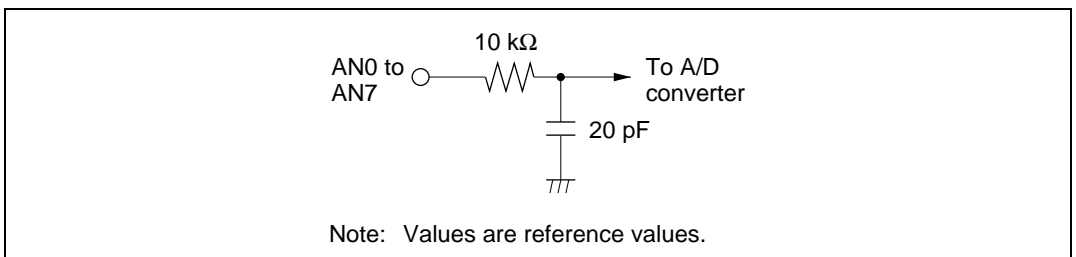 10 kΩ
AN0 to
AN7
To A/D
converter
20 pF
Note: Values are reference values.